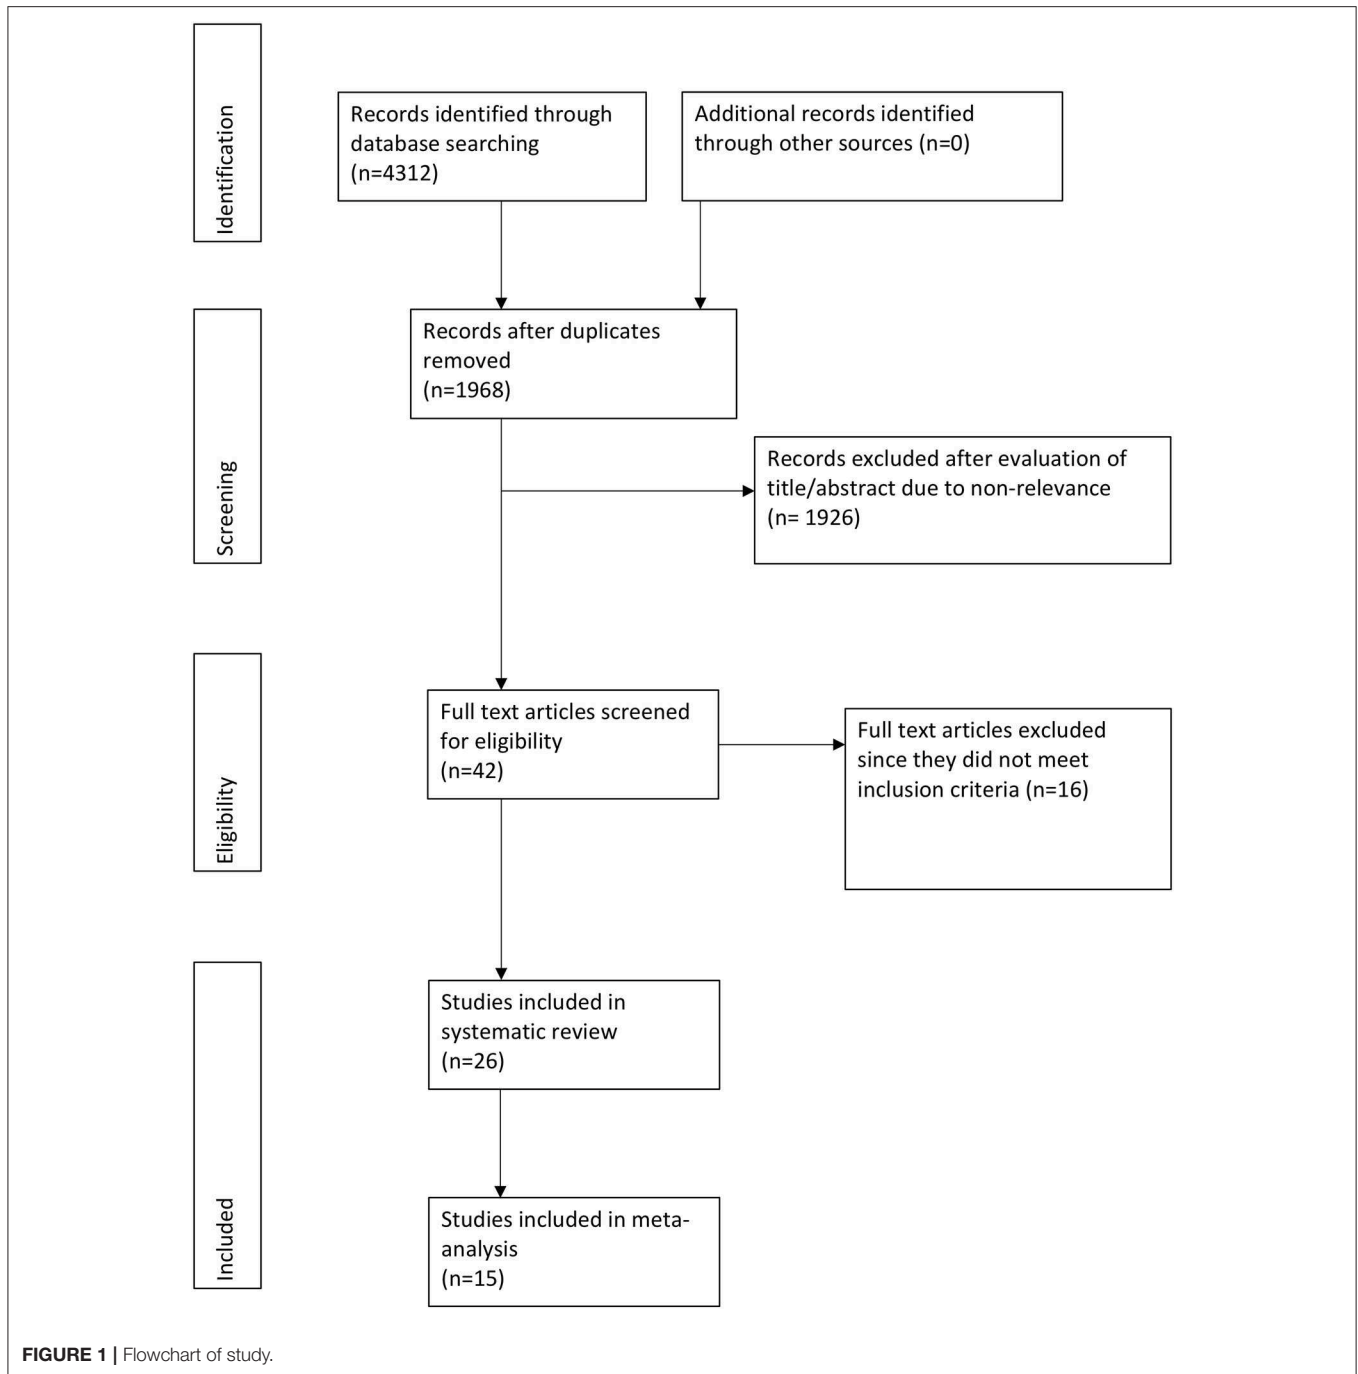 Identification
Records identified through
database searching
(n=4312)
Additional records identified
through other sources (n=0)
Screening
Records after duplicates
removed
(n=1968)
Records excluded after evaluation of
title/abstract due to non-relevance
(n= 1926)
Eligibility
Full text articles screened
for eligibility
(n=42)
Full text articles excluded
since they did not meet
inclusion criteria (n=16)
Included
Studies included in
systematic review
(n=26)
Studies included in meta-
analysis
(n=15)
FIGURE 1 | Flowchart of study.